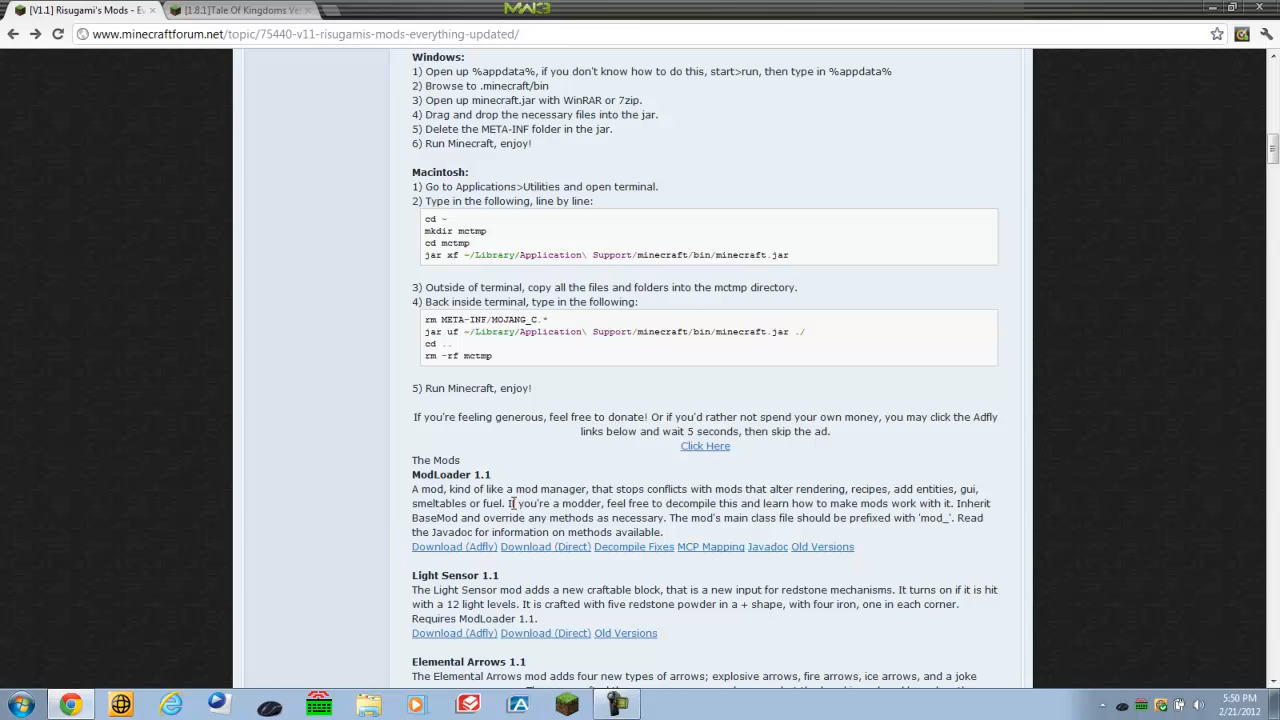 [V1.1] Risugami's Mods - Ev
[1.8.1]Tale Of Kingdoms Ve
MAK3
www.minecraftforum.net/topic/75440-v11-risugamis-mods-everything-updated/
Windows:
1) Open up %appdata%, if you don't know how to do this, start>run, then type in %appdata%
2) Browse to .minecraft/bin
3) Open up minecraft.jar with WinRAR or 7zip.
4) Drag and drop the necessary files into the jar.
5) Delete the META-INF folder in the jar.
6) Run Minecraft, enjoy!
Macintosh:
1) Go to Applications>Utilities and open terminal.
2) Type in the following, line by line:
cd ~
mkdir mctmp
cd mctmp
jar xf ~/Library/Application\ Support/minecraft/bin/minecraft.jar
3) Outside of terminal, copy all the files and folders into the mctmp directory.
4) Back inside terminal, type in the following:
rm META-INF/MOJANG_C.*
jar uf ~/Library/Application\ Support/minecraft/bin/minecraft.jar ./
cd ..
rm -rf mctmp
5) Run Minecraft, enjoy!
If you're feeling generous, feel free to donate! Or if you'd rather not spend your own money, you may click the Adfly
links below and wait 5 seconds, then skip the ad.
Click Here
The Mods
ModLoader 1.1
A mod, kind of like a mod manager, that stops conflicts with mods that alter rendering, recipes, add entities, gui,
smeltables or fuel. If you're a modder, feel free to decompile this and learn how to make mods work with it. Inherit
BaseMod and override any methods as necessary. The mod's main class file should be prefixed with 'mod_'. Read
the Javadoc for information on methods available.
Download (Adfly) Download (Direct) Decompile Fixes MCP Mapping Javadoc Old Versions
Light Sensor 1.1
The Light Sensor mod adds a new craftable block, that is a new input for redstone mechanisms. It turns on if it is hit
with a 12 light levels. It is crafted with five redstone powder in a + shape, with four iron, one in each corner.
Requires ModLoader 1.1.
Download (Adfly) Download (Direct) Old Versions
Elemental Arrows 1.1
The Elemental Arrows mod adds four new types of arrows; explosive arrows, fire arrows, ice arrows, and a joke
5:50 PM
2/21/2012